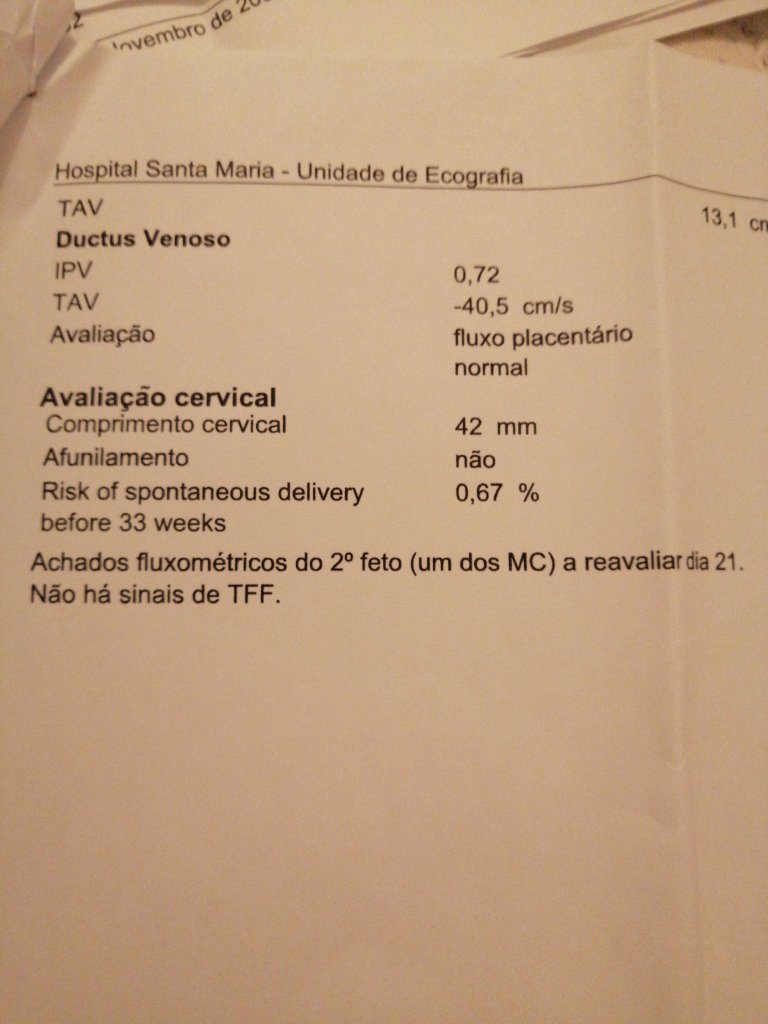 ovembro de 20
Hospital Santa Maria - Unidade de Ecografia
TAV 13,1 cm
Ductus Venoso
IPV 0,72
TAV -40,5 cm/s
Avaliação fluxo placentário
normal
Avaliação cervical
Comprimento cervical 42 mm
Afunilamento não
Risk of spontaneous delivery 0,67 %
before 33 weeks
Achados fluxométricos do 2º feto (um dos MC) a reavaliar dia 21.
Não há sinais de TFF.